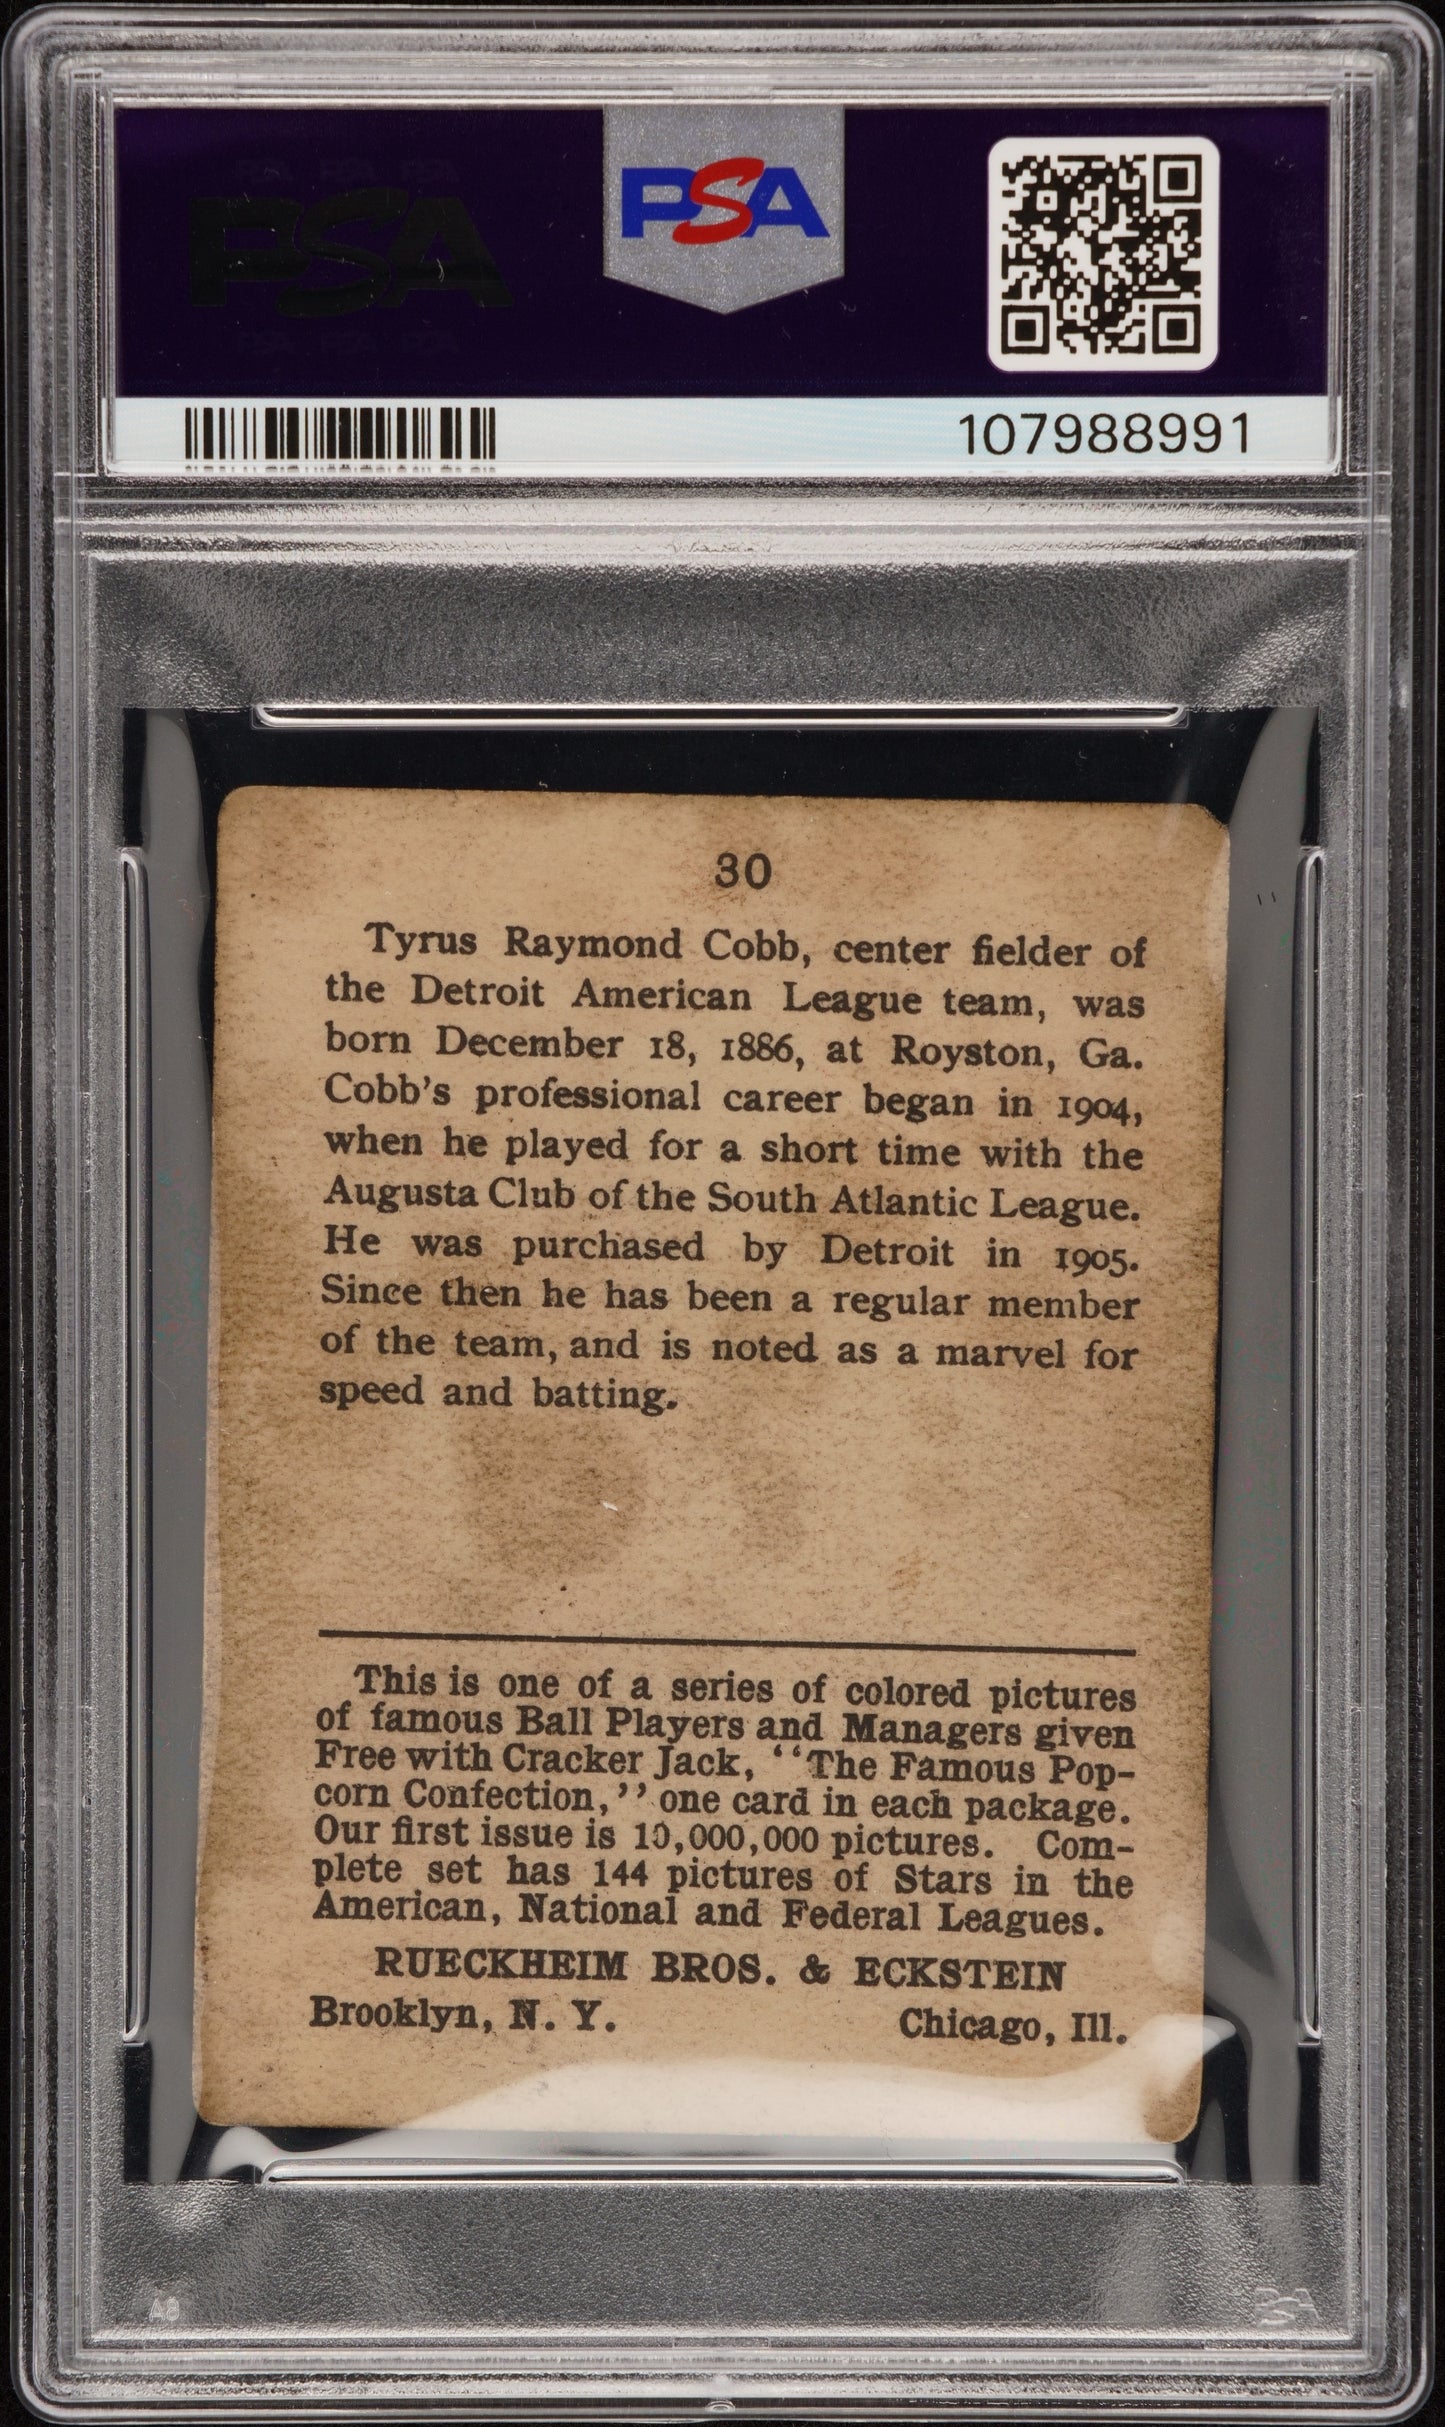 PSA
PSA
107988991
30
Tyrus Raymond Cobb, center fielder of
the Detroit American League team, was
born December 18, 1886, at Royston, Ga.
Cobb's professional career began in 1904,
when he played for a short time with the
Augusta Club of the South Atlantic League.
He was purchased by Detroit in 1905.
Since then he has been a regular member
of the team, and is noted as a marvel for
speed and batting.
This is one of a series of colored pictures
of famous Ball Players and Managers given
Free with Cracker Jack, "The Famous Pop-
corn Confection," one card in each package.
Our first issue is 10,000,000 pictures. Com-
plete set has 144 pictures of Stars in the
American, National and Federal Leagues.
RUECKHEIM BROS. & ECKSTEIN
Brooklyn, N. Y. Chicago, Ill.
A8 PSA